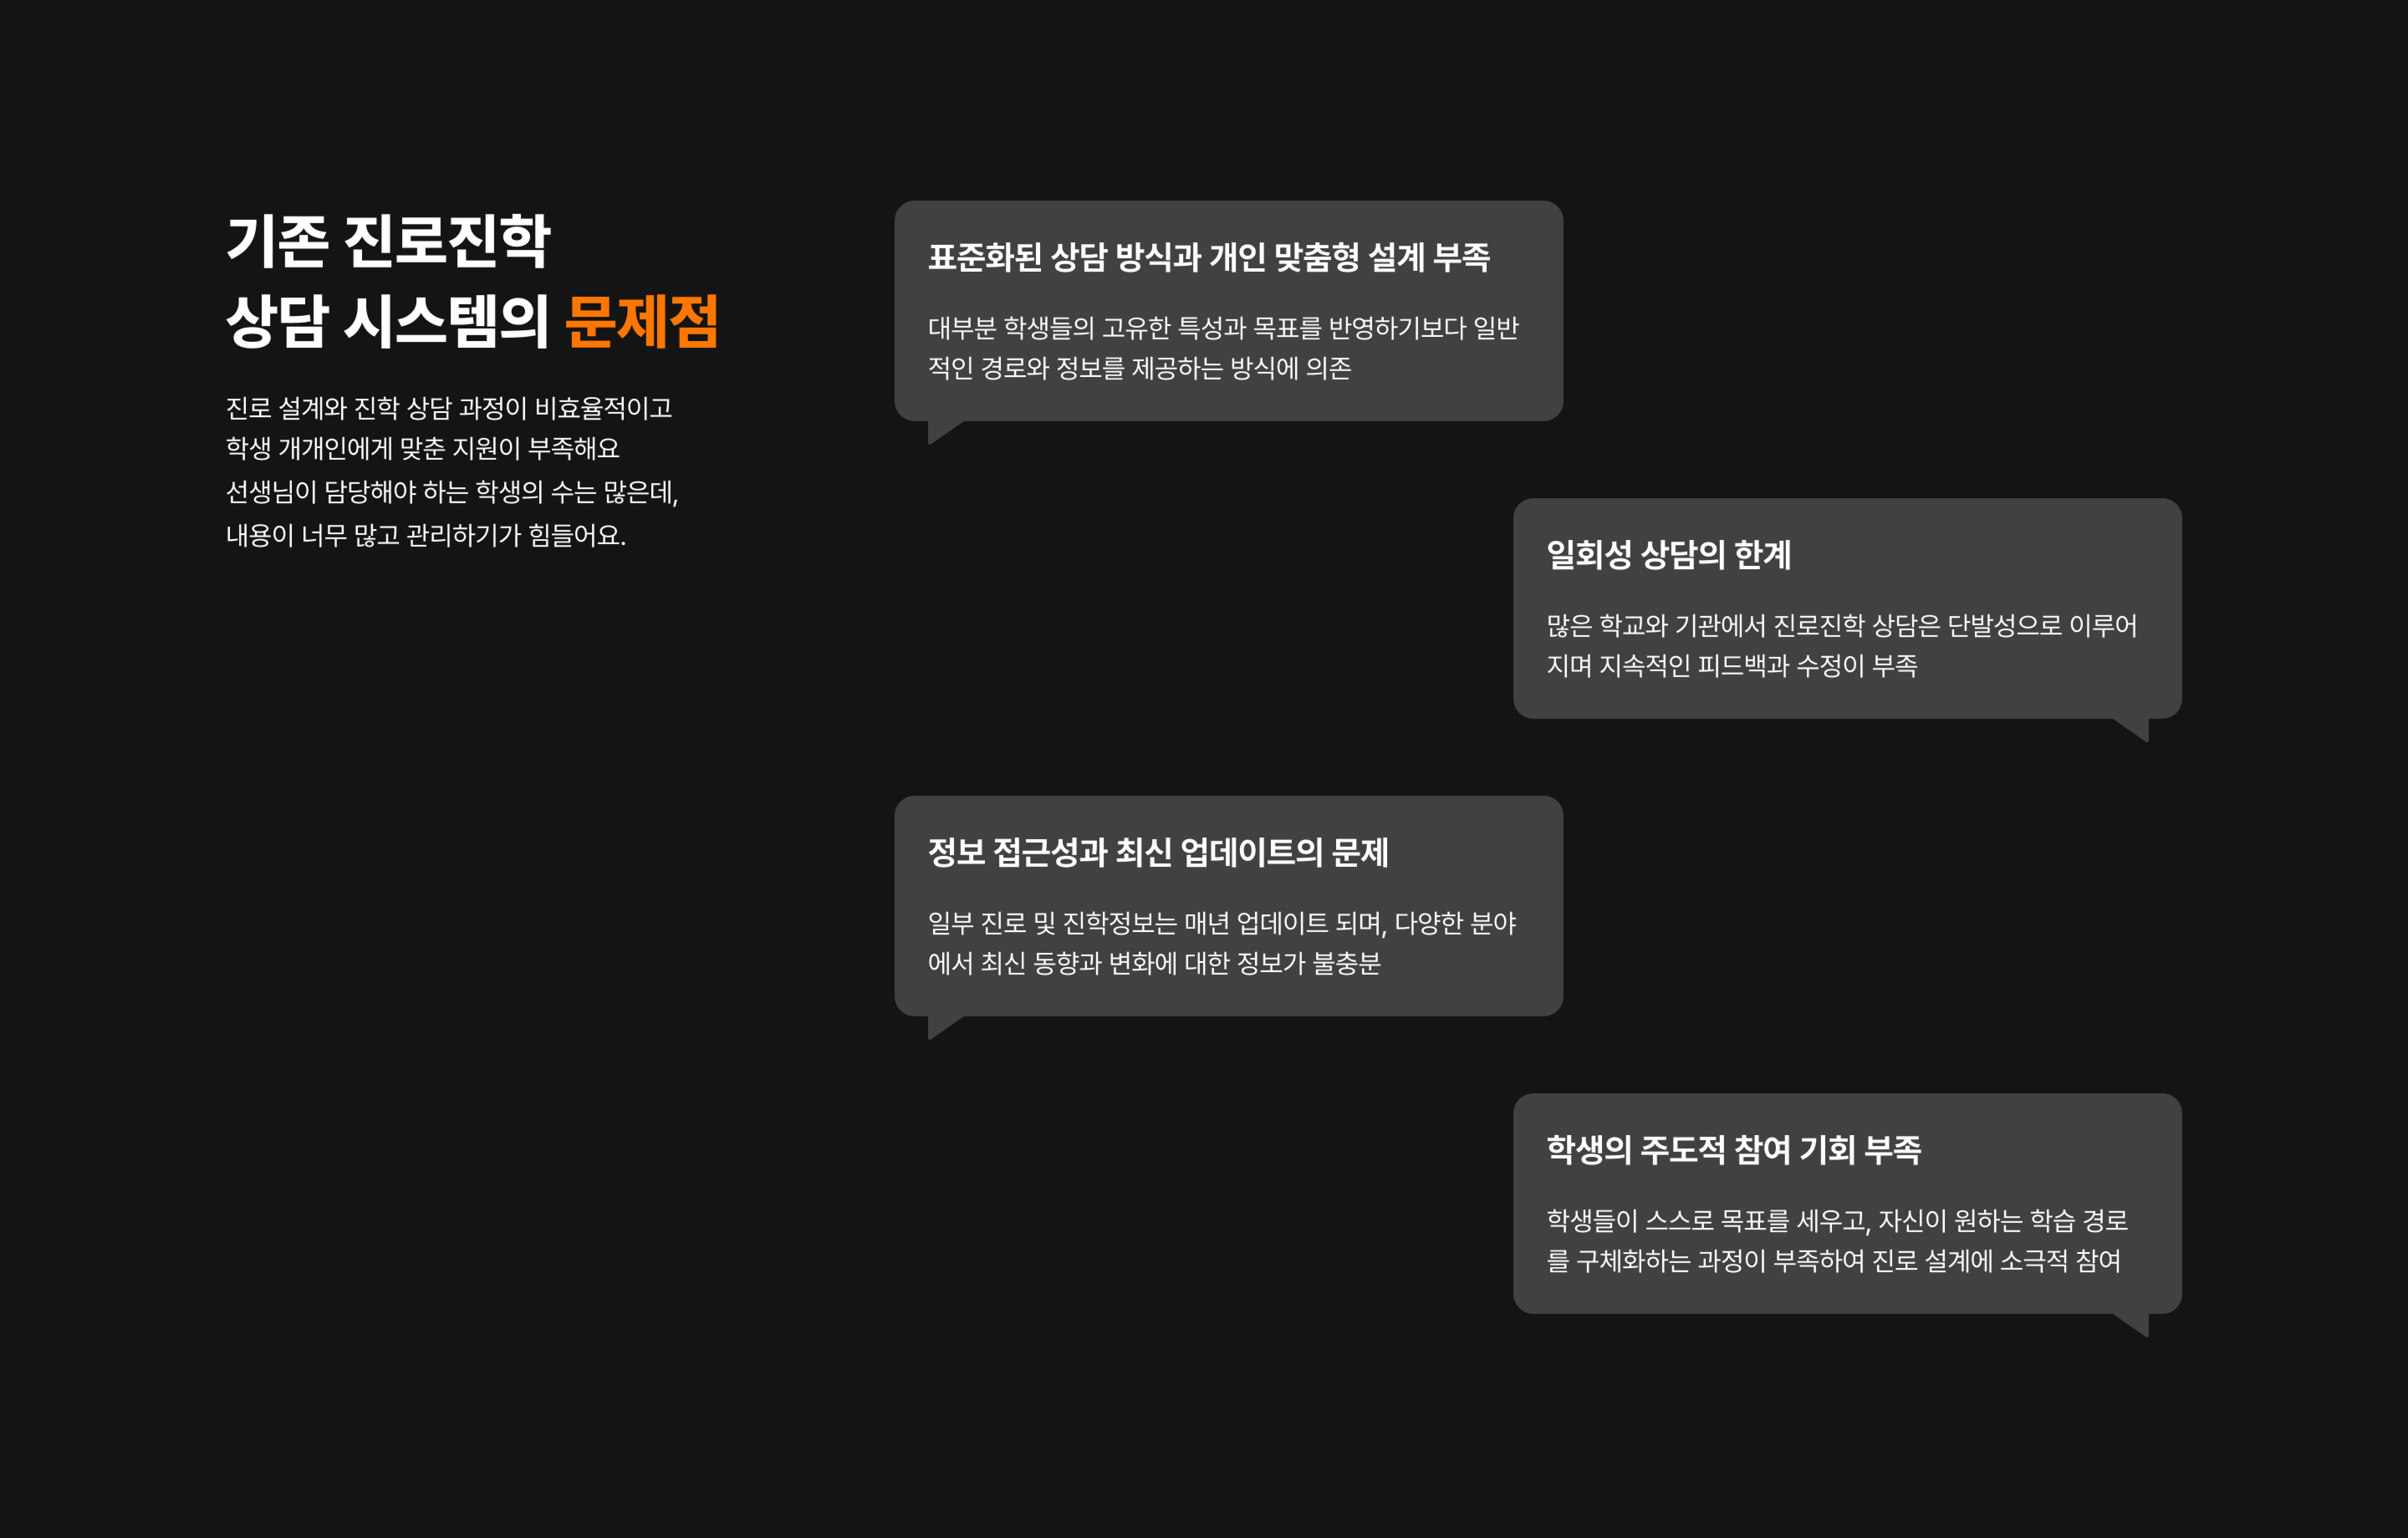 기존 진로진학
상담 시스템의 문제점
진로 설계와 진학 상담 과정이 비효율적이고
학생 개개인에게 맞춘 지원이 부족해요
선생님이 담당해야 하는 학생의 수는 많은데,
내용이 너무 많고 관리하기가 힘들어요.
표준화된 상담 방식과 개인 맞춤형 설계 부족
대부분 학생들의 고유한 특성과 목표를 반영하기보다 일반
적인 경로와 정보를 제공하는 방식에 의존
일회성 상담의 한계
많은 학교와 기관에서 진로진학 상담은 단발성으로 이루어
지며 지속적인 피드백과 수정이 부족
정보 접근성과 최신 업데이트의 문제
일부 진로 및 진학정보는 매년 업데이트 되며, 다양한 분야
에서 최신 동향과 변화에 대한 정보가 불충분
학생의 주도적 참여 기회 부족
학생들이 스스로 목표를 세우고, 자신이 원하는 학습 경로
를 구체화하는 과정이 부족하여 진로 설계에 소극적 참여